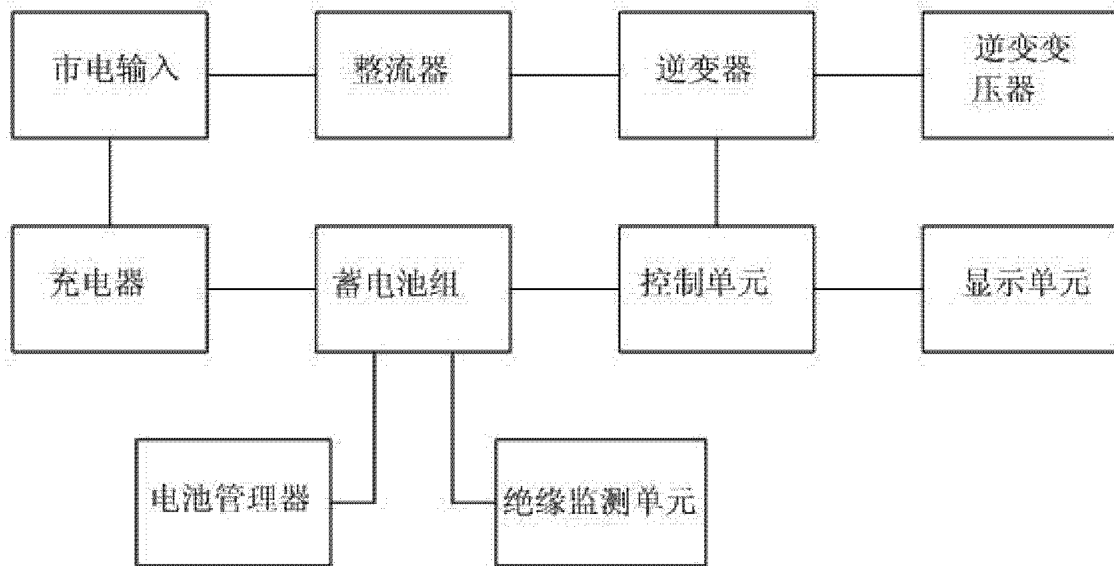 市电输入
整流器
逆变器
逆变变
压器
充电器
蓄电池组
控制单元
显示单元
电池管理器
绝缘监测单元